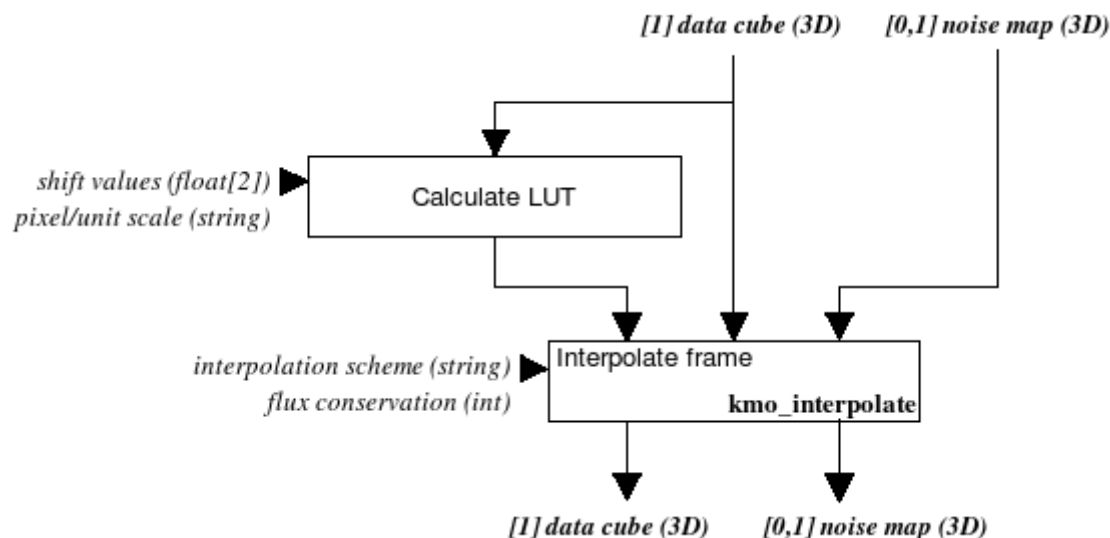 [1] data cube (3D) [0,1] noise map (3D)
shift values (float[2])
pixel/unit scale (string)
Calculate LUT
interpolation scheme (string)
flux conservation (int)
Interpolate frame
kmo_interpolate
[1] data cube (3D) [0,1] noise map (3D)